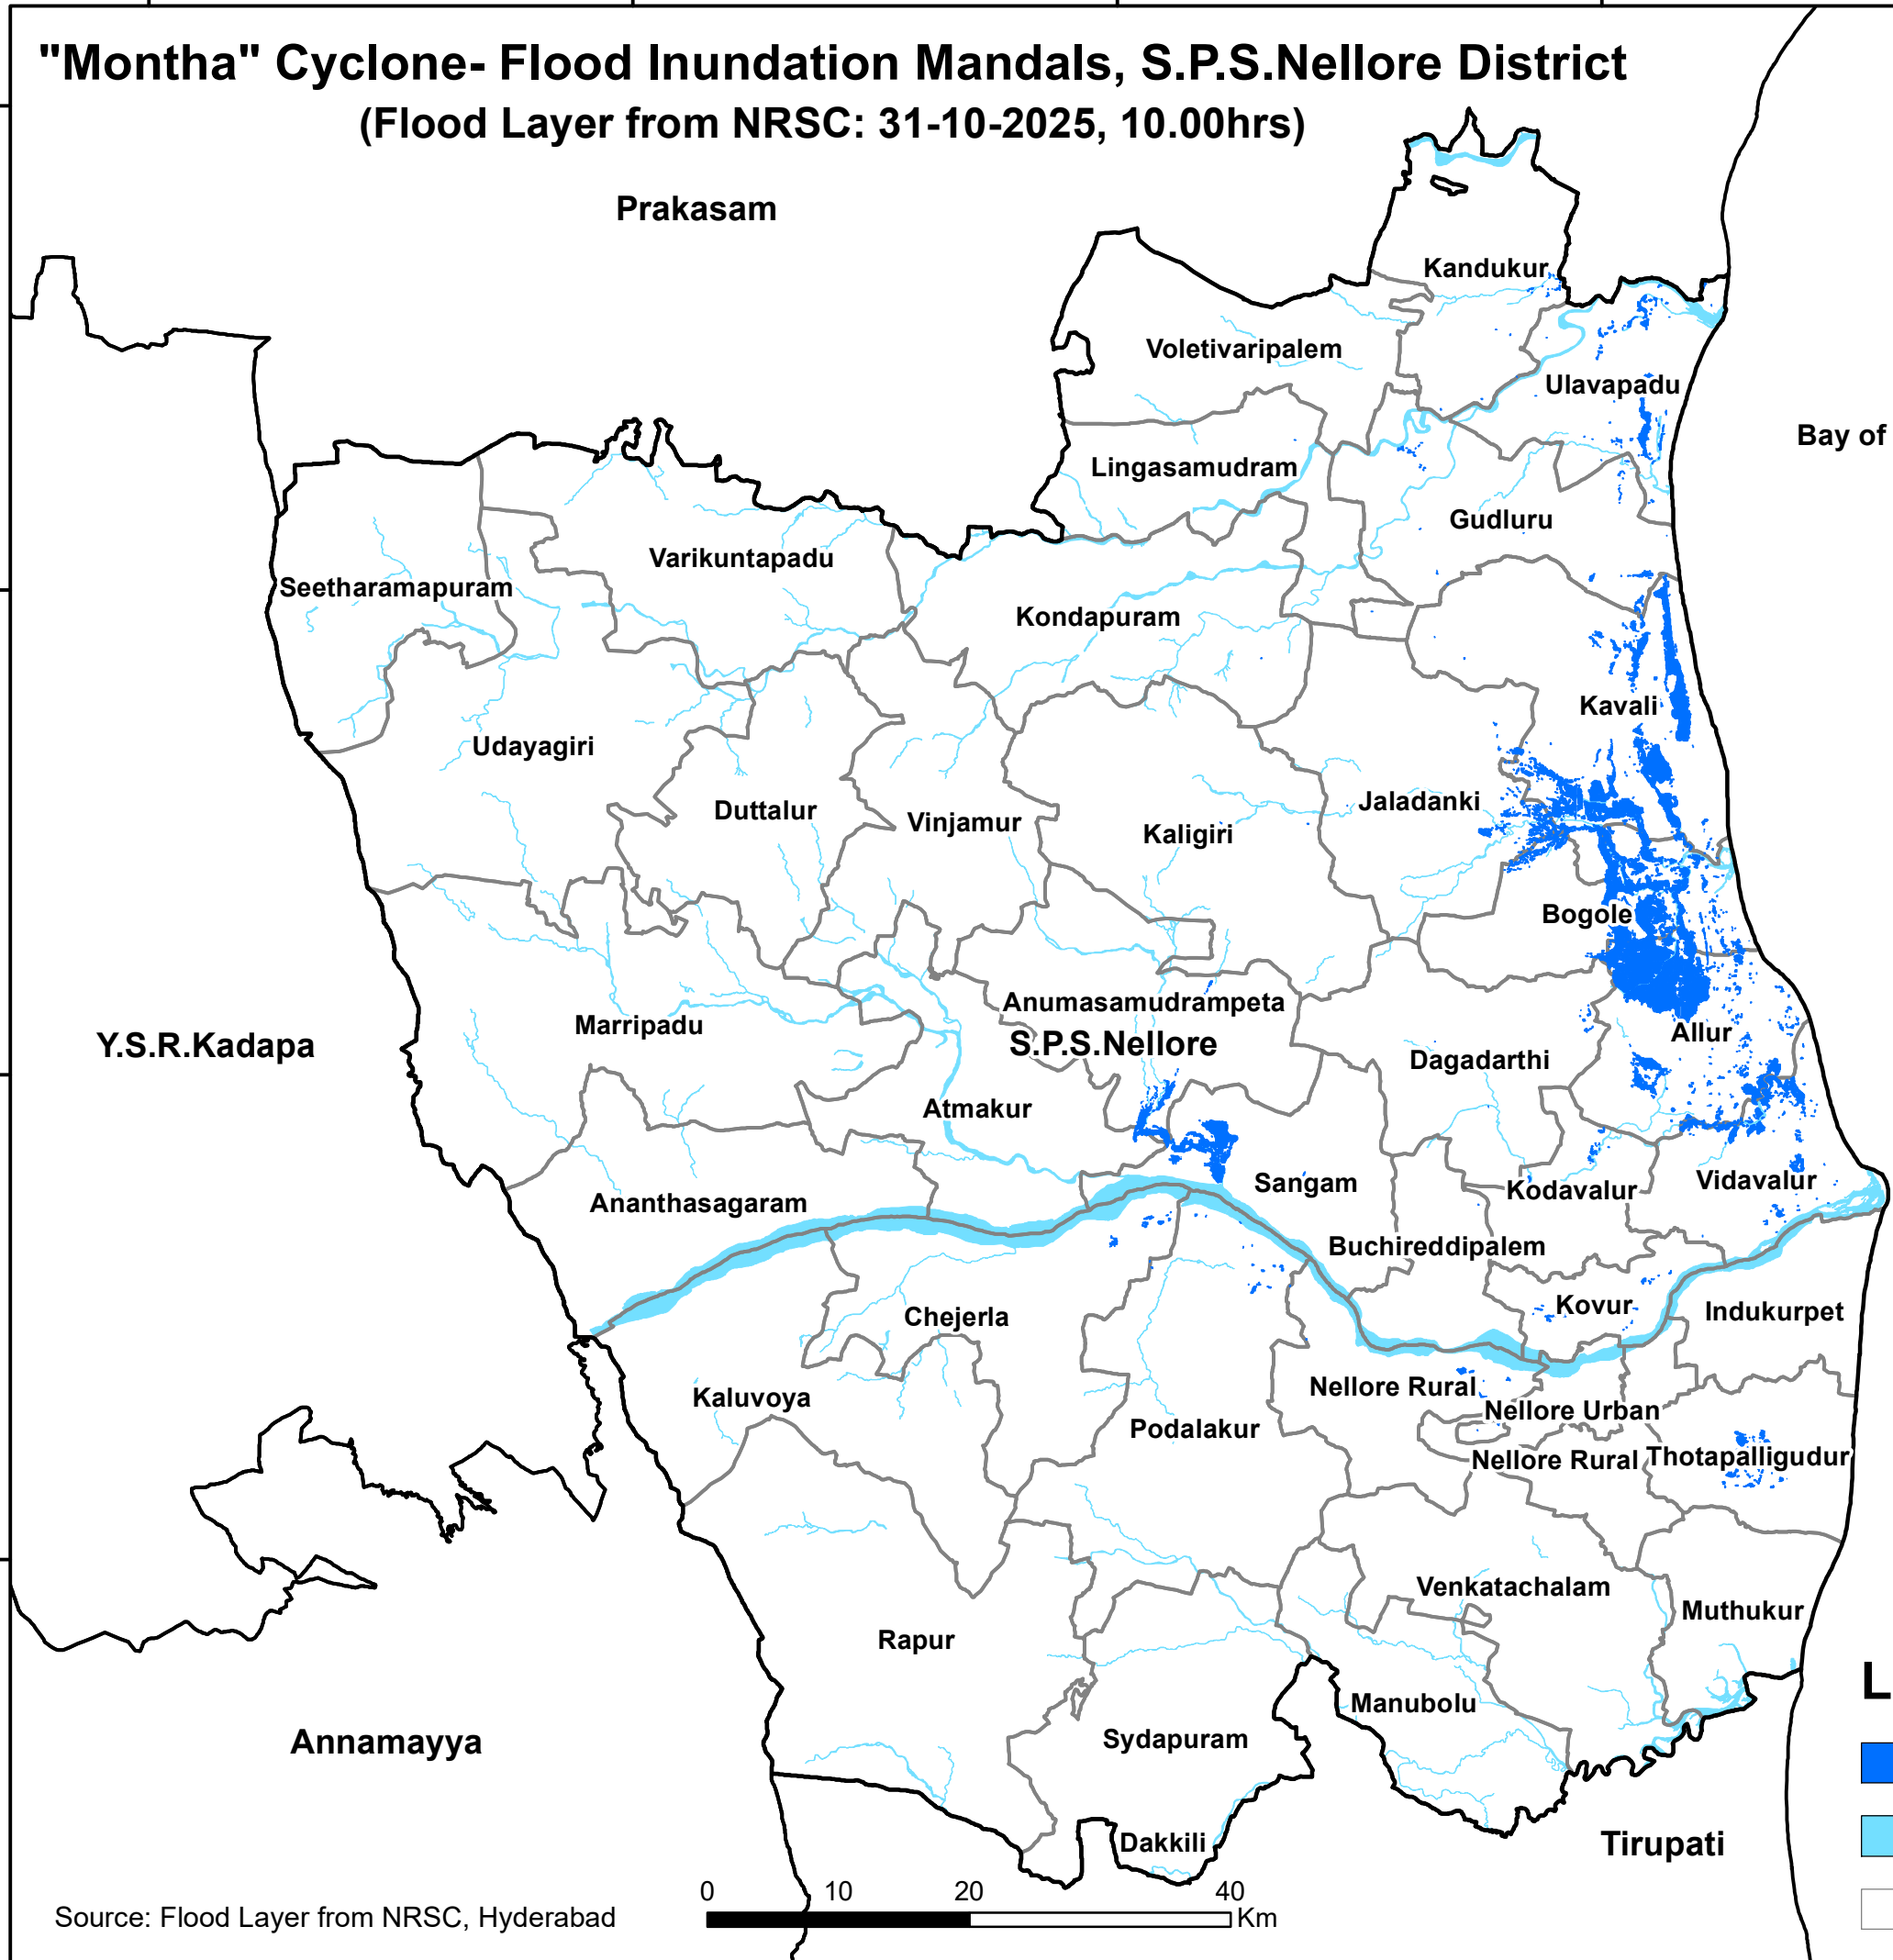 "Montha" Cyclone- Flood Inundation Mandals, S.P.S.Nellore District
(Flood Layer from NRSC: 31-10-2025, 10.00hrs)
Prakasam
Kandukur
Voletivaripalem
Ulavapadu
Bay of
Lingasamudram
Gudluru
Varikuntapadu
Seetharamapuram
Kondapuram
Kavali
Udayagiri
Duttalur
Vinjamur
Kaligiri
Jaladanki
Bogole
Anumasamudrampeta
Marripadu
Y.S.R.Kadapa
S.P.S.Nellore
Allur
Dagadarthi
Atmakur
Ananthasagaram
Sangam
Kodavalur
Vidavalur
Buchireddipalem
Chejerla
Kovur
Indukurpet
Kaluvoya
Nellore Rural
Nellore Urban
Podalakur
Nellore Rural
Thotapalligudur
Venkatachalam
Muthukur
Rapur
L
Manubolu
Annamayya
Sydapuram
Dakkili
Tirupati
0 10 20 40
Km
Source: Flood Layer from NRSC, Hyderabad